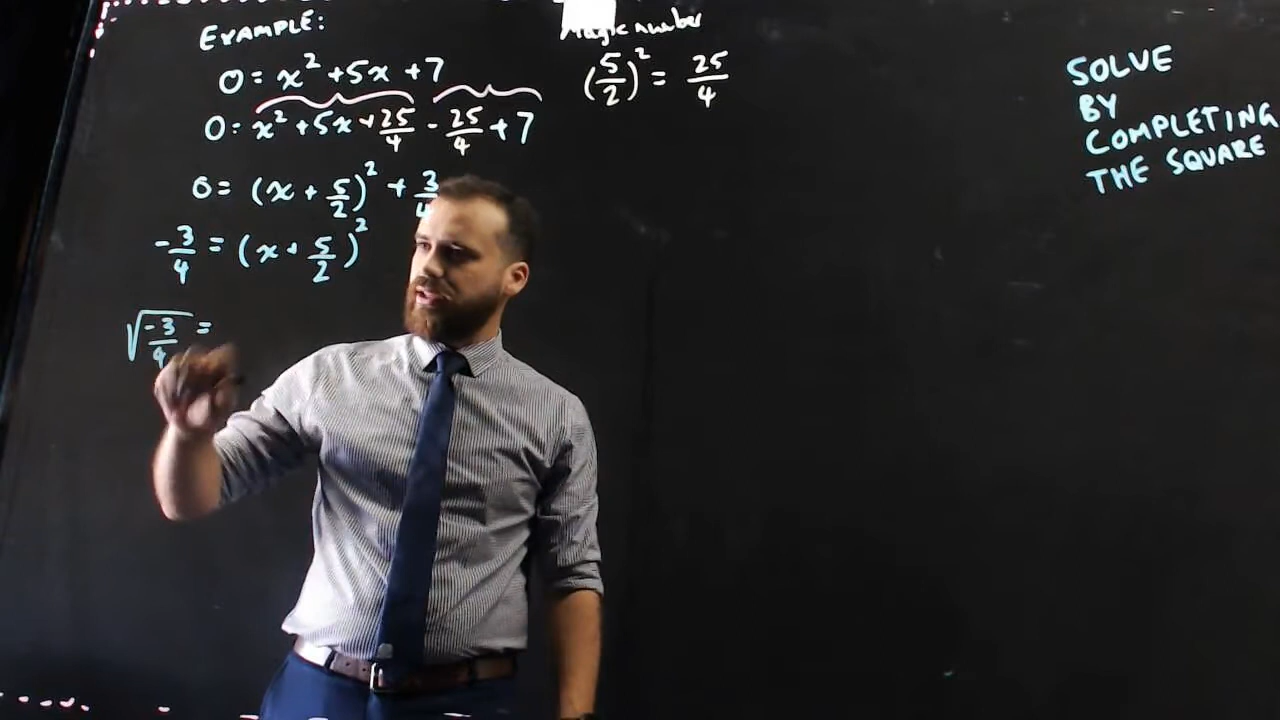 EXAMPLE:
0 = x² + 5x + 7
0 = x² + 5x + 25/4 - 25/4 + 7
0 = (x + 5/2)² + 3/4
-3/4 = (x + 5/2)²
√(-3/4) =
Magic number
(5/2)² = 25/4
SOLVE
BY
COMPLETING
THE SQUARE